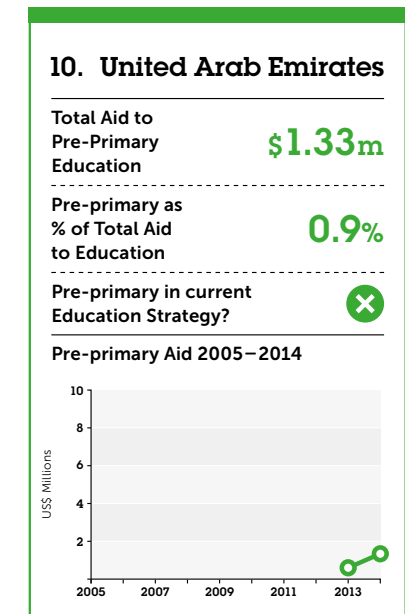 10. United Arab Emirates
Total Aid to
Pre-Primary
Education
$1.33m
Pre-primary as
% of Total Aid
to Education
0.9%
Pre-primary in current
Education Strategy?
Pre-primary Aid 2005–2014
US$ Millions
10
8
6
4
2
2005 2007 2009 2011 2013